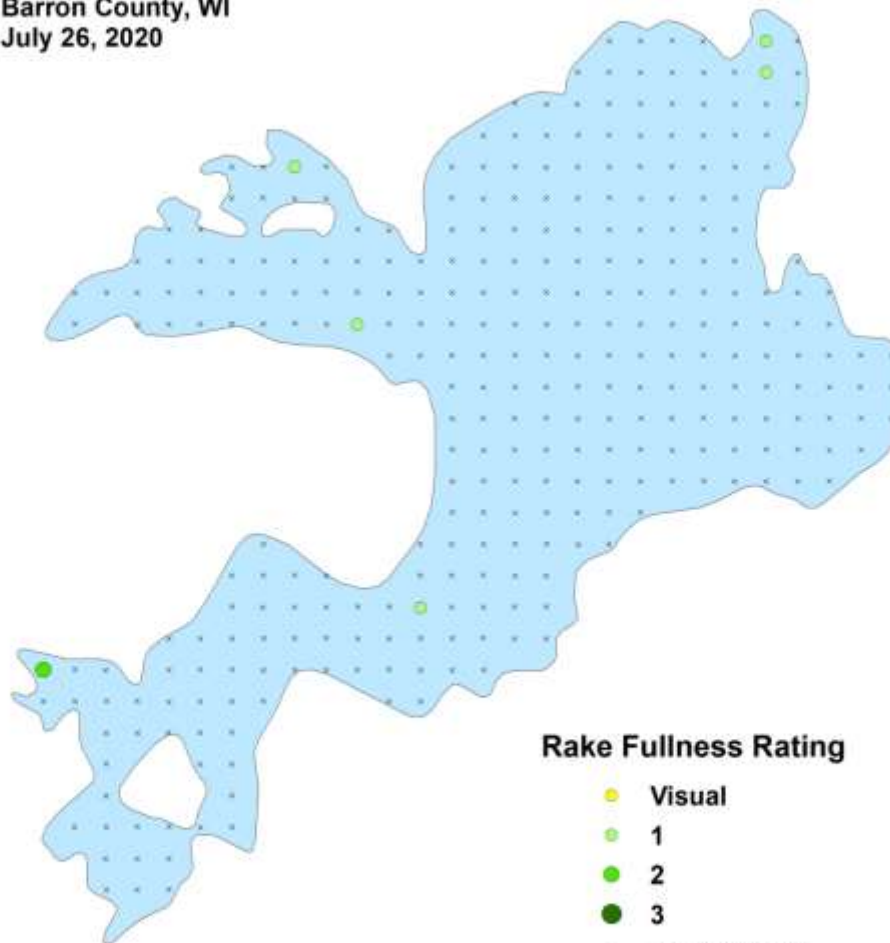 Barron County, WI
July 26, 2020
Rake Fullness Rating
Visual
1
2
3